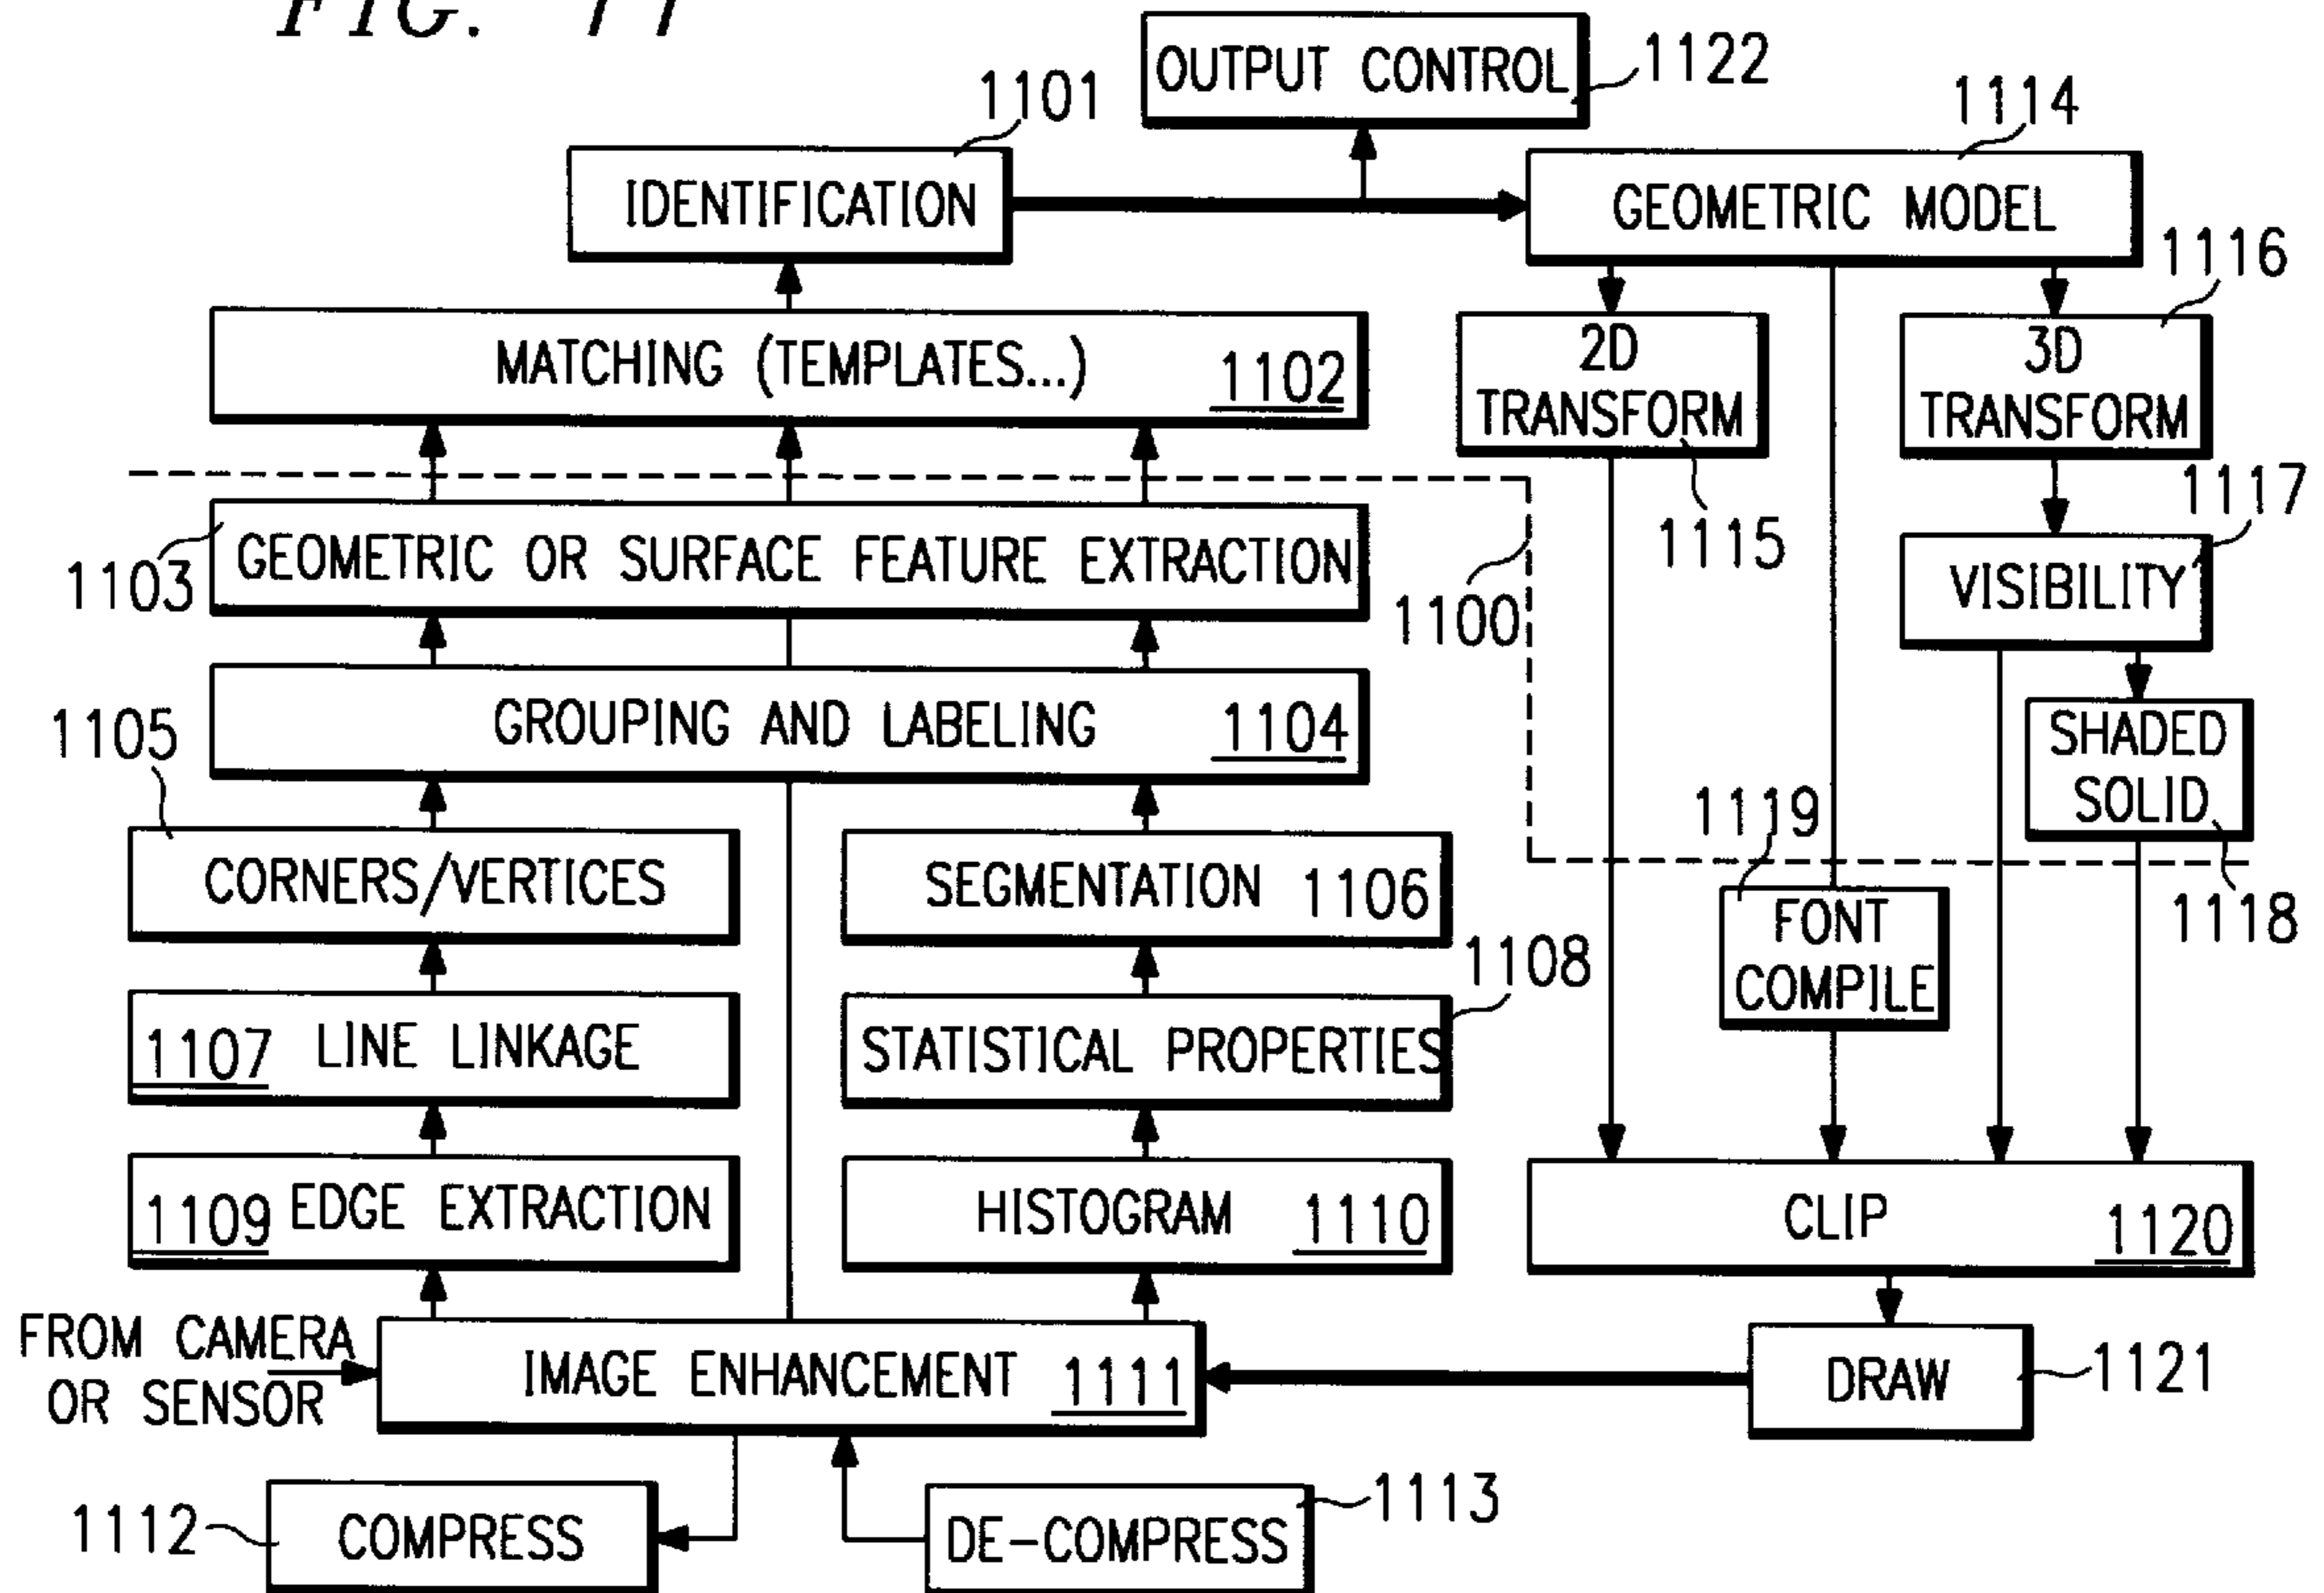 FIG. 11
OUTPUT CONTROL
1122
1101
1114
IDENTIFICATION
GEOMETRIC MODEL
1116
MATCHING (TEMPLATES...) 1102
2D
TRANSFORM
3D
TRANSFORM
1115
1117
1103
GEOMETRIC OR SURFACE FEATURE EXTRACTION
1100
VISIBILITY
GROUPING AND LABELING 1104
1105
SHADED
SOLID
1119
1118
CORNERS/VERTICES
SEGMENTATION 1106
FONT
COMPILE
1108
1107 LINE LINKAGE
STATISTICAL PROPERTIES
1109 EDGE EXTRACTION
HISTOGRAM 1110
CLIP 1120
FROM CAMERA
OR SENSOR
IMAGE ENHANCEMENT 1111
DRAW
1121
1112
COMPRESS
DE-COMPRESS
1113